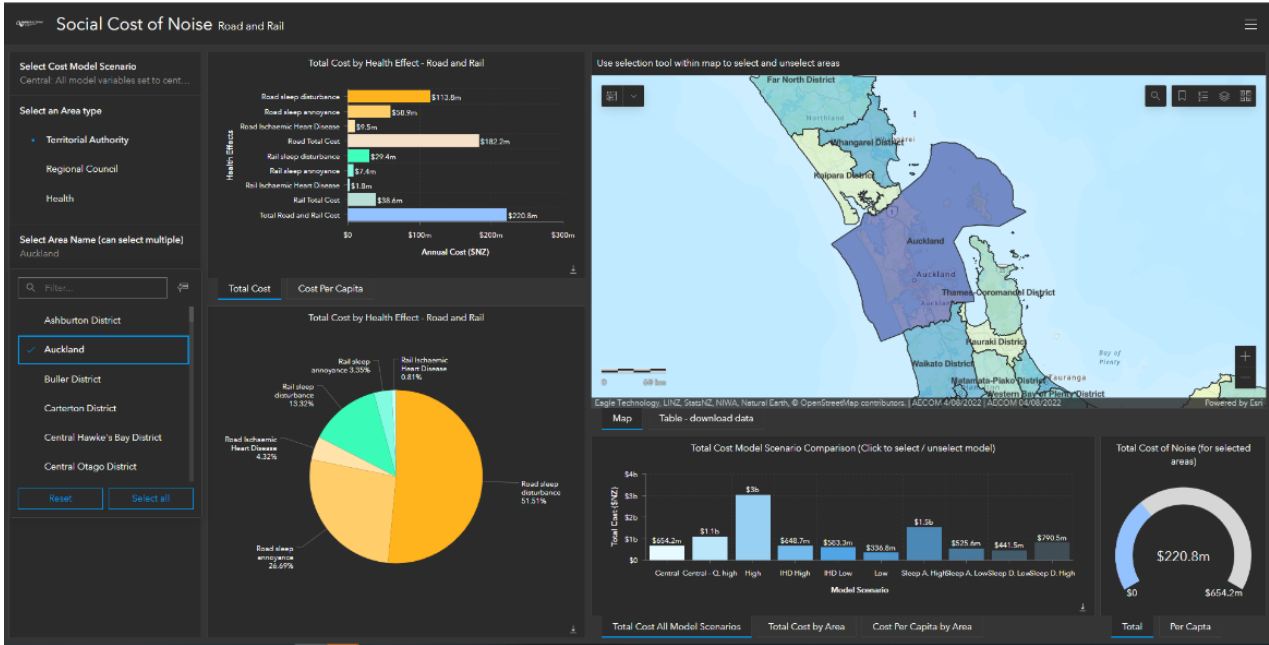 Social Cost of Noise Road and Rail
Select Cost Model Scenario
Central: All model variables set to cent...
Select an Area type
Territorial Authority
Regional Council
Health
Select Area Name (can select multiple)
Auckland
Filter...
Ashburton District
Auckland
Buller District
Carterton District
Central Hawke's Bay District
Central Otago District
Reset
Select all
Total Cost by Health Effect - Road and Rail
Health Effects
Road sleep disturbance
$113.8m
Road sleep annoyance
$58.9m
Road Ischaemic Heart Disease
$9.5m
Road Total Cost
$182.2m
Rail sleep disturbance
$29.4m
Rail sleep annoyance
$7.4m
Rail Ischaemic Heart Disease
$1.8m
Rail Total Cost
$38.6m
Total Road and Rail Cost
$220.8m
$0 $100m $200m $300m
Annual Cost ($NZ)
Total Cost
Cost Per Capita
Total Cost by Health Effect - Road and Rail
Rail sleep
annoyance 3.35%
Rail Ischaemic
Heart Disease
0.81%
Rail sleep
disturbance
13.32%
Road Ischaemic
Heart Disease
4.32%
Road sleep
disturbance
51.51%
Road sleep
annoyance
26.69%
Use selection tool within map to select and unselect areas
Far North District
Northland
Whangarei District
Kaipara District
1
Auckland
Auckland
Auckland
Thames-Coromandel District
Hauraki District
Waikato District
Bay of
Plenty
Matamata-Piako District
Tauranga
Western Bay of Plenty District
0 60 km
Eagle Technology, LINZ, StatsNZ, NIWA, Natural Earth, © OpenStreetMap contributors. | AECOM 4/08/2022 | AECOM 04/08/2022
Powered by Esri
Map
Table - download data
Total Cost Model Scenario Comparison (Click to select / unselect model)
Total Cost ($NZ)
$4b
$3b
$2b
$1b
$0
$654.2m
$1.1b
$3b
$648.7m
$583.3m
$336.8m
$1.5b
$525.6m
$441.5m
$790.5m
Central
Central - Q. high
High
IHD High
IHD Low
Low
Sleep A. High
Sleep A. Low
Sleep D. Low
Sleep D. High
Model Scenario
Total Cost All Model Scenarios
Total Cost by Area
Cost Per Capita by Area
Total Cost of Noise (for selected
areas)
$220.8m
$0
$654.2m
Total
Per Capta